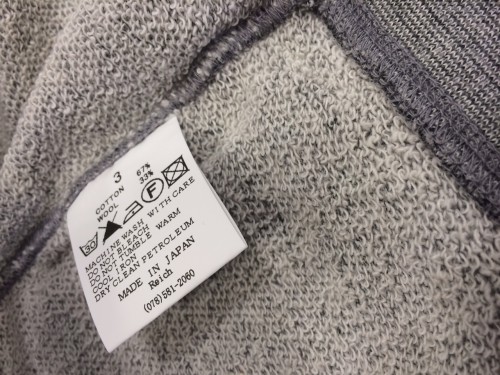 3
COTTON 67%
WOOL 33%
30 F
MACHINE WASH WITH CARE
DO NOT BLEACH
DO NOT TUMBLE WARM
COOL IRON
DRY CLEAN PETROLEUM
MADE IN JAPAN
Reich
(078)581-2060